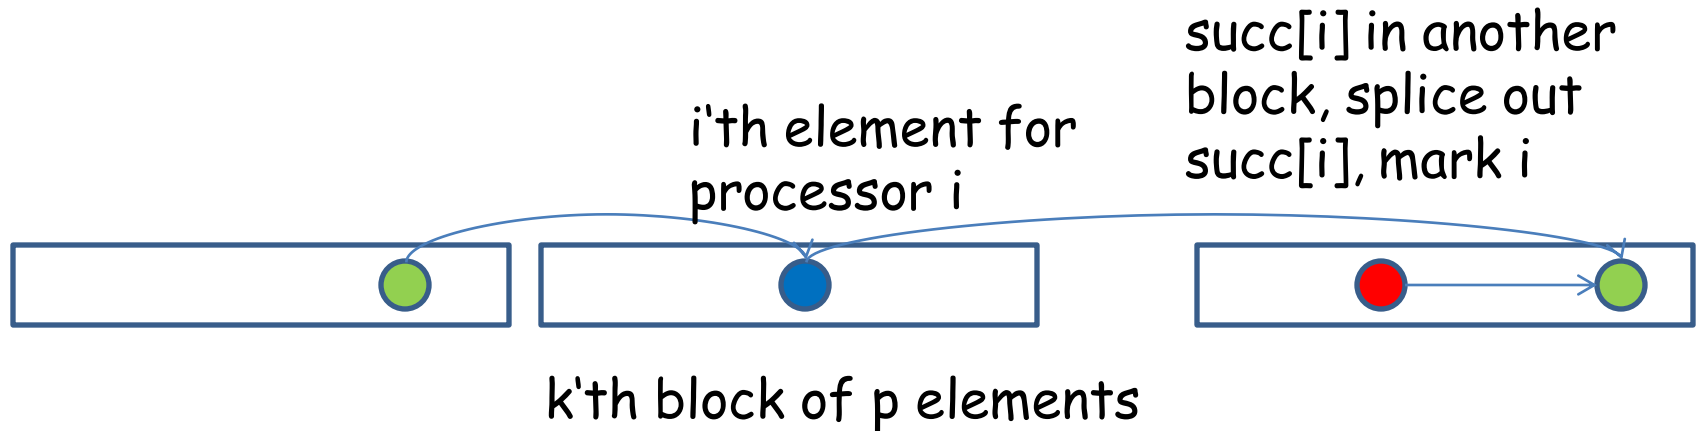 succ[i] in another
block, splice out
succ[i], mark i
i'th element for
processor i
k'th block of p elements